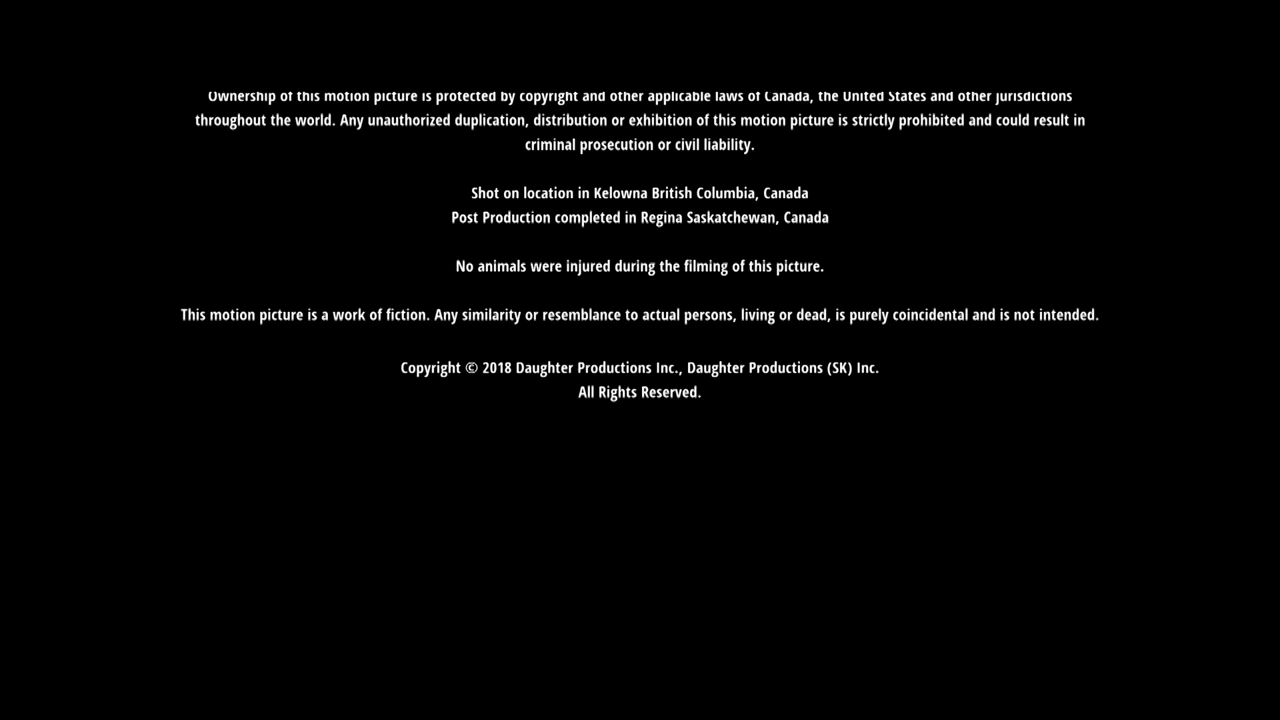 Ownership of this motion picture is protected by copyright and other applicable laws of Canada, the United States and other jurisdictions
throughout the world. Any unauthorized duplication, distribution or exhibition of this motion picture is strictly prohibited and could result in
criminal prosecution or civil liability.
Shot on location in Kelowna British Columbia, Canada
Post Production completed in Regina Saskatchewan, Canada
No animals were injured during the filming of this picture.
This motion picture is a work of fiction. Any similarity or resemblance to actual persons, living or dead, is purely coincidental and is not intended.
Copyright © 2018 Daughter Productions Inc., Daughter Productions (SK) Inc.
All Rights Reserved.